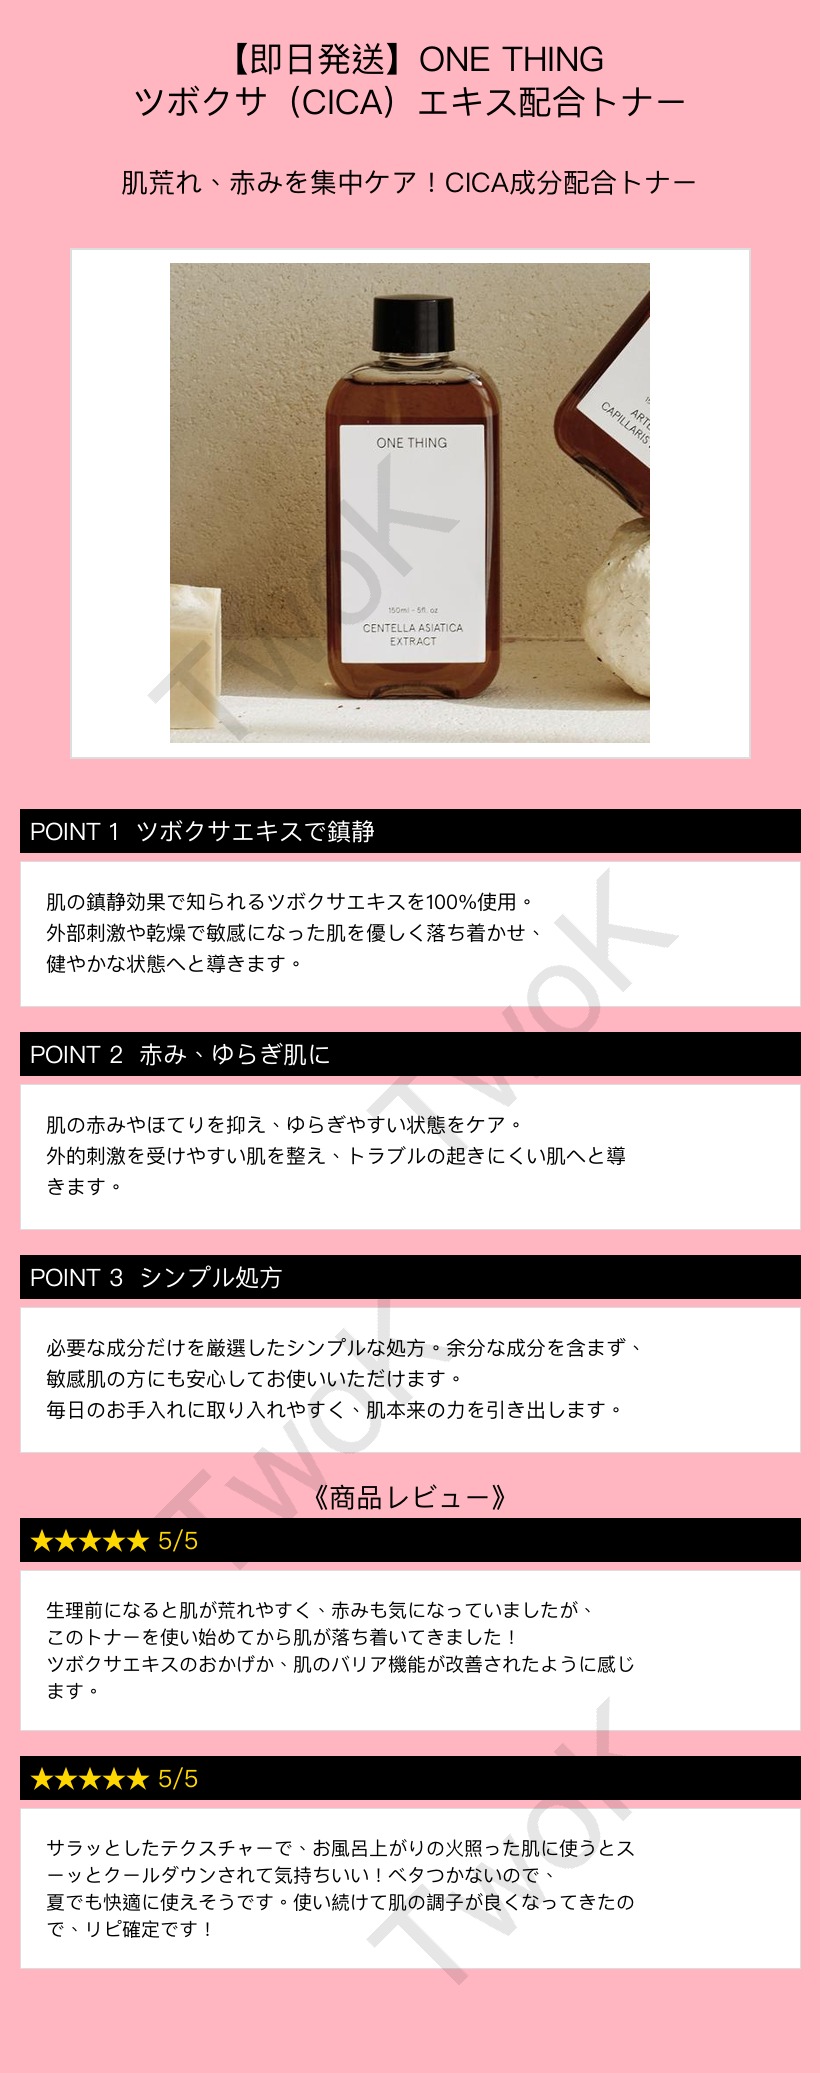 【即日発送】ONE THING
ツボクサ（CICA）エキス配合トナー
肌荒れ、赤みを集中ケア！CICA成分配合トナー
ONE THING
150ml - 5fl. oz
CENTELLA ASIATICA
EXTRACT
CAPILLARIS
TwoK
POINT 1 ツボクサエキスで鎮静
肌の鎮静効果で知られるツボクサエキスを100%使用。
外部刺激や乾燥で敏感になった肌を優しく落ち着かせ、
健やかな状態へと導きます。
TwoK
POINT 2 赤み、ゆらぎ肌に
肌の赤みやほてりを抑え、ゆらぎやすい状態をケア。
外的刺激を受けやすい肌を整え、トラブルの起きにくい肌へと導
きます。
POINT 3 シンプル処方
必要な成分だけを厳選したシンプルな処方。余分な成分を含まず、
敏感肌の方にも安心してお使いいただけます。
毎日のお手入れに取り入れやすく、肌本来の力を引き出します。
TwoK
《商品レビュー》
★★★★★ 5/5
生理前になると肌が荒れやすく、赤みも気になっていましたが、
このトナーを使い始めてから肌が落ち着いてきました！
ツボクサエキスのおかげか、肌のバリア機能が改善されたように感じ
ます。
★★★★★ 5/5
サラッとしたテクスチャーで、お風呂上がりの火照った肌に使うとス
ーッとクールダウンされて気持ちいい！ベタつかないので、
夏でも快適に使えそうです。使い続けて肌の調子が良くなってきたの
で、リピ確定です！
TwoK